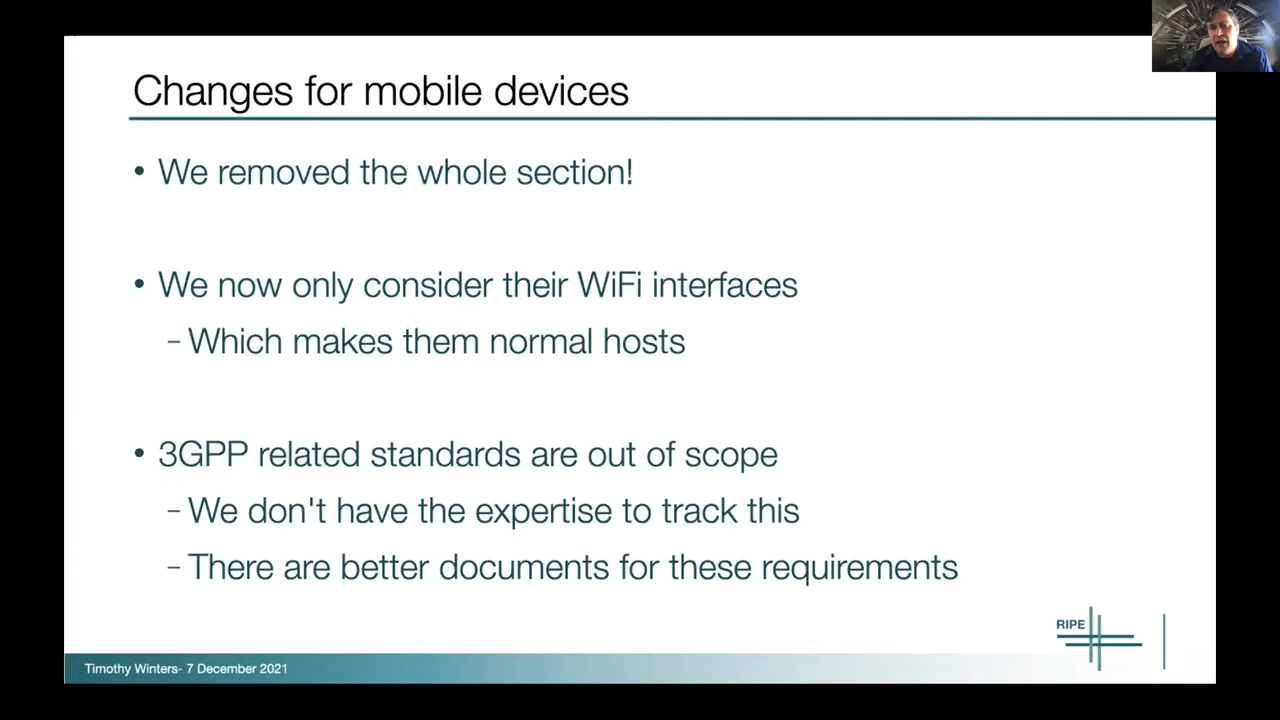 Changes for mobile devices
• We removed the whole section!
• We now only consider their WiFi interfaces
- Which makes them normal hosts
• 3GPP related standards are out of scope
- We don't have the expertise to track this
- There are better documents for these requirements
RIPE
Timothy Winters- 7 December 2021